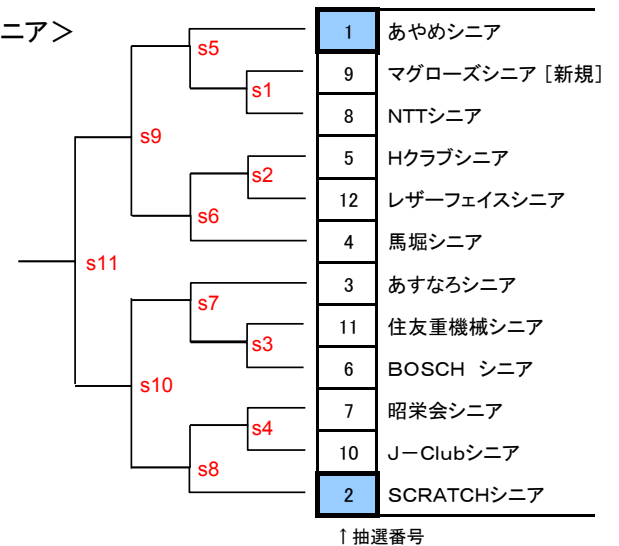 ニア＞
s5 1 あやめシニア
s1 9 マグローズシニア［新規］
8 NTTシニア
s9
s2 5 Hクラブシニア
12 レザーフェイスシニア
s6 4 馬堀シニア
s11
s7 3 あすなろシニア
s3 11 住友重機械シニア
6 BOSCH シニア
s10
s4 7 昭栄会シニア
10 J－Clubシニア
s8 2 SCRATCHシニア
↑抽選番号